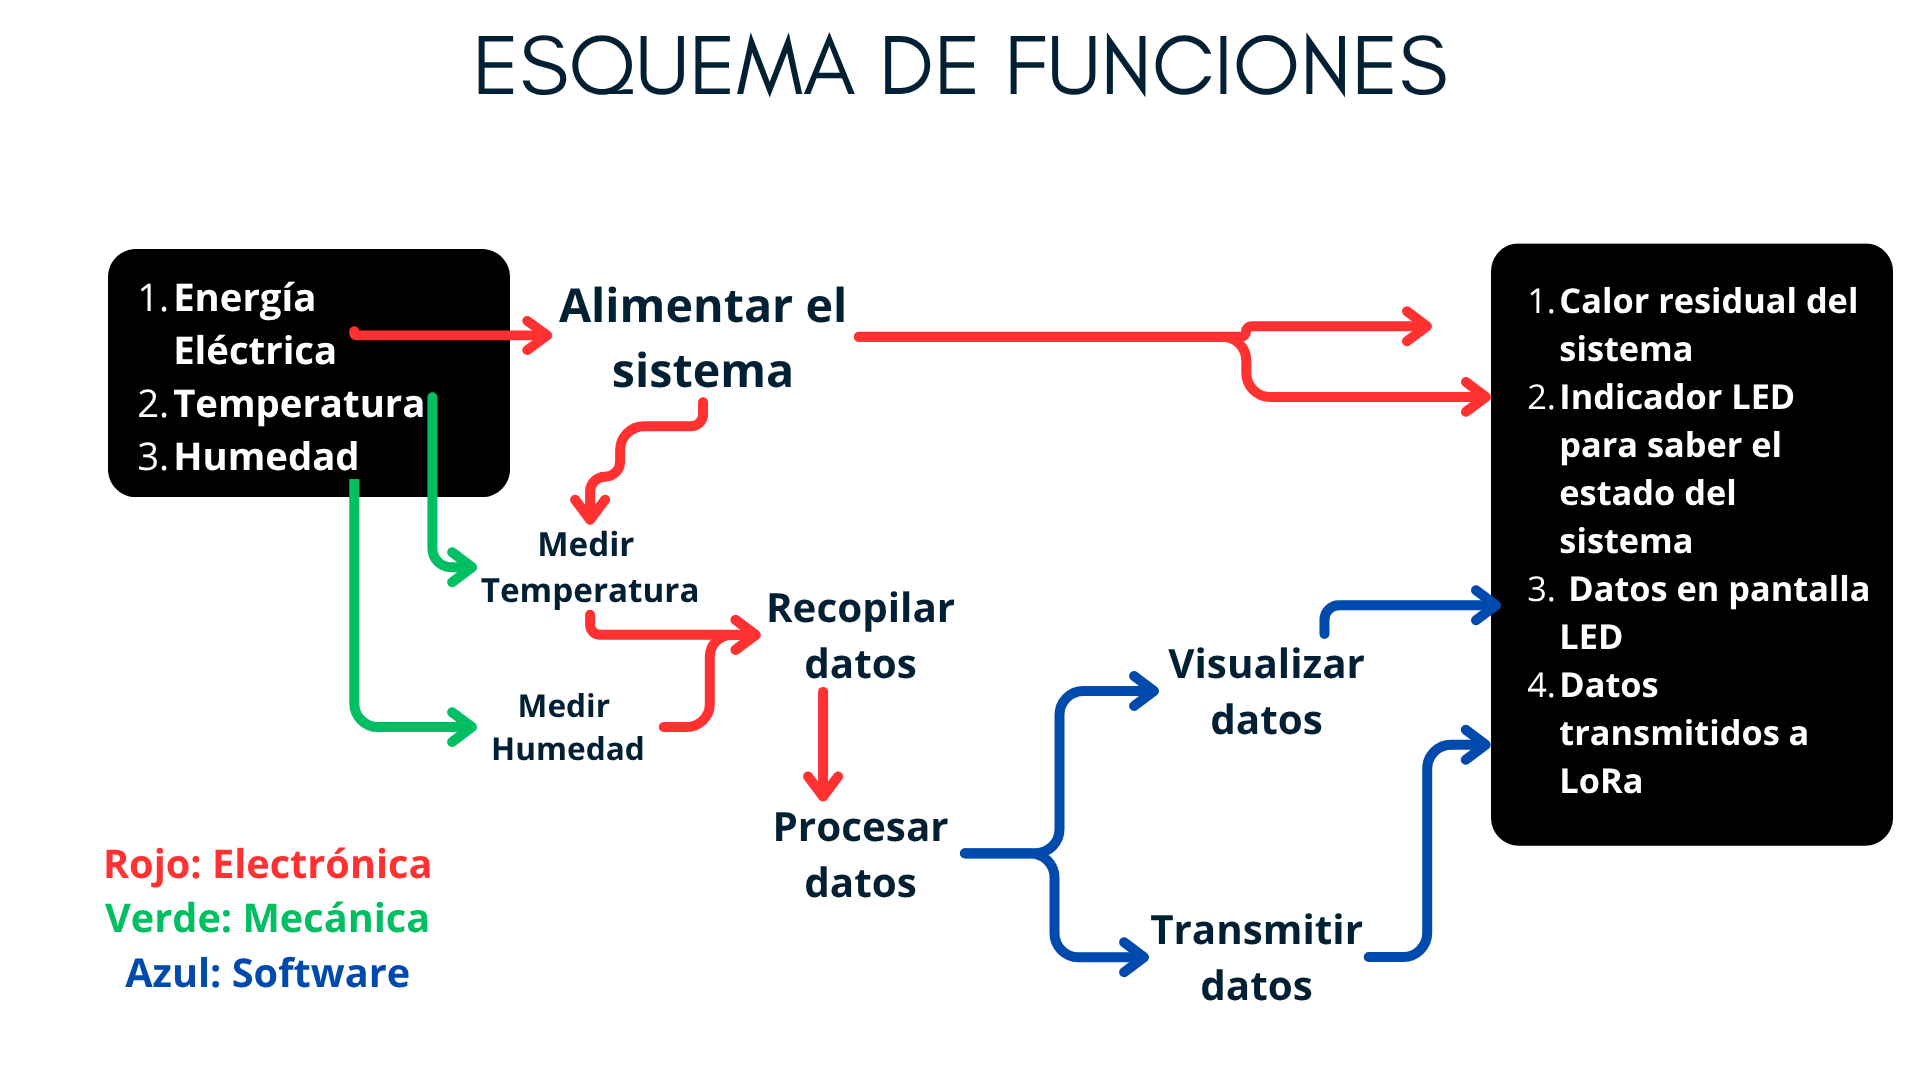 ESQUEMA DE FUNCIONES
1. Energía
Eléctrica
2. Temperatura
3. Humedad
Alimentar el
sistema
Medir
Temperatura
Medir
Humedad
Recopilar
datos
Procesar
datos
Visualizar
datos
Transmitir
datos
1. Calor residual del
sistema
2. Indicador LED
para saber el
estado del
sistema
3. Datos en pantalla
LED
4. Datos
transmitidos a
LoRa
Rojo: Electrónica
Verde: Mecánica
Azul: Software